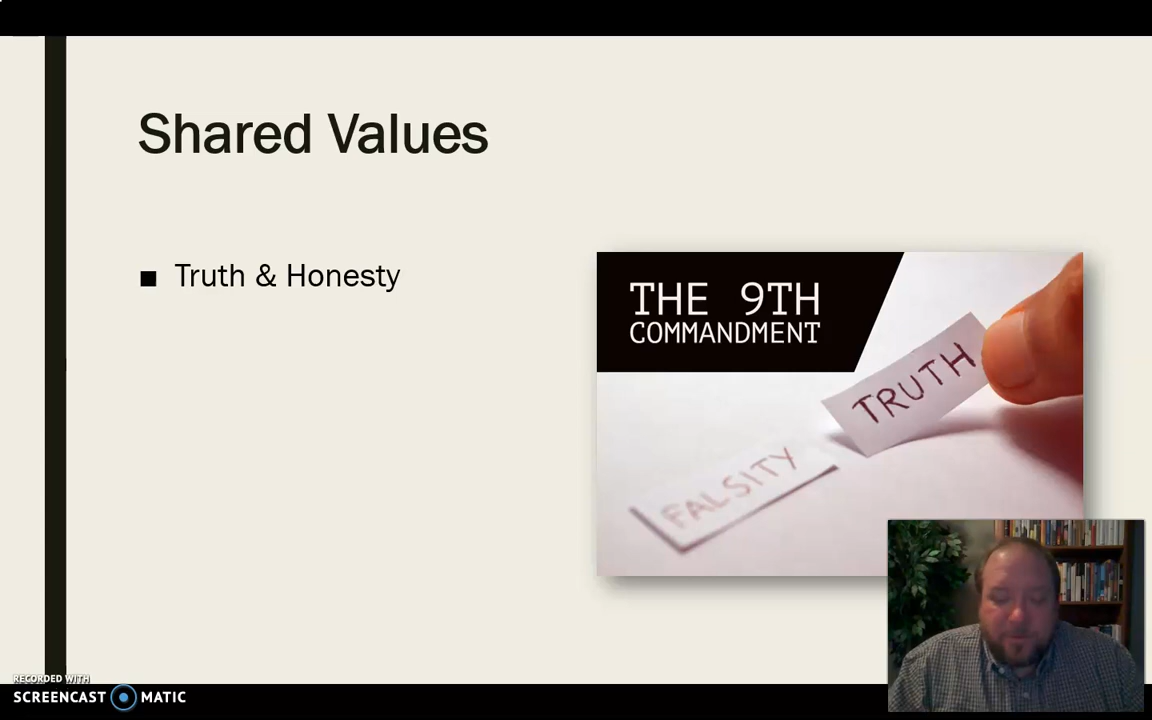 Shared Values
■ Truth & Honesty
THE 9TH
COMMANDMENT
TRUTH
FALSITY
RECORDED WITH
SCREENCAST MATIC